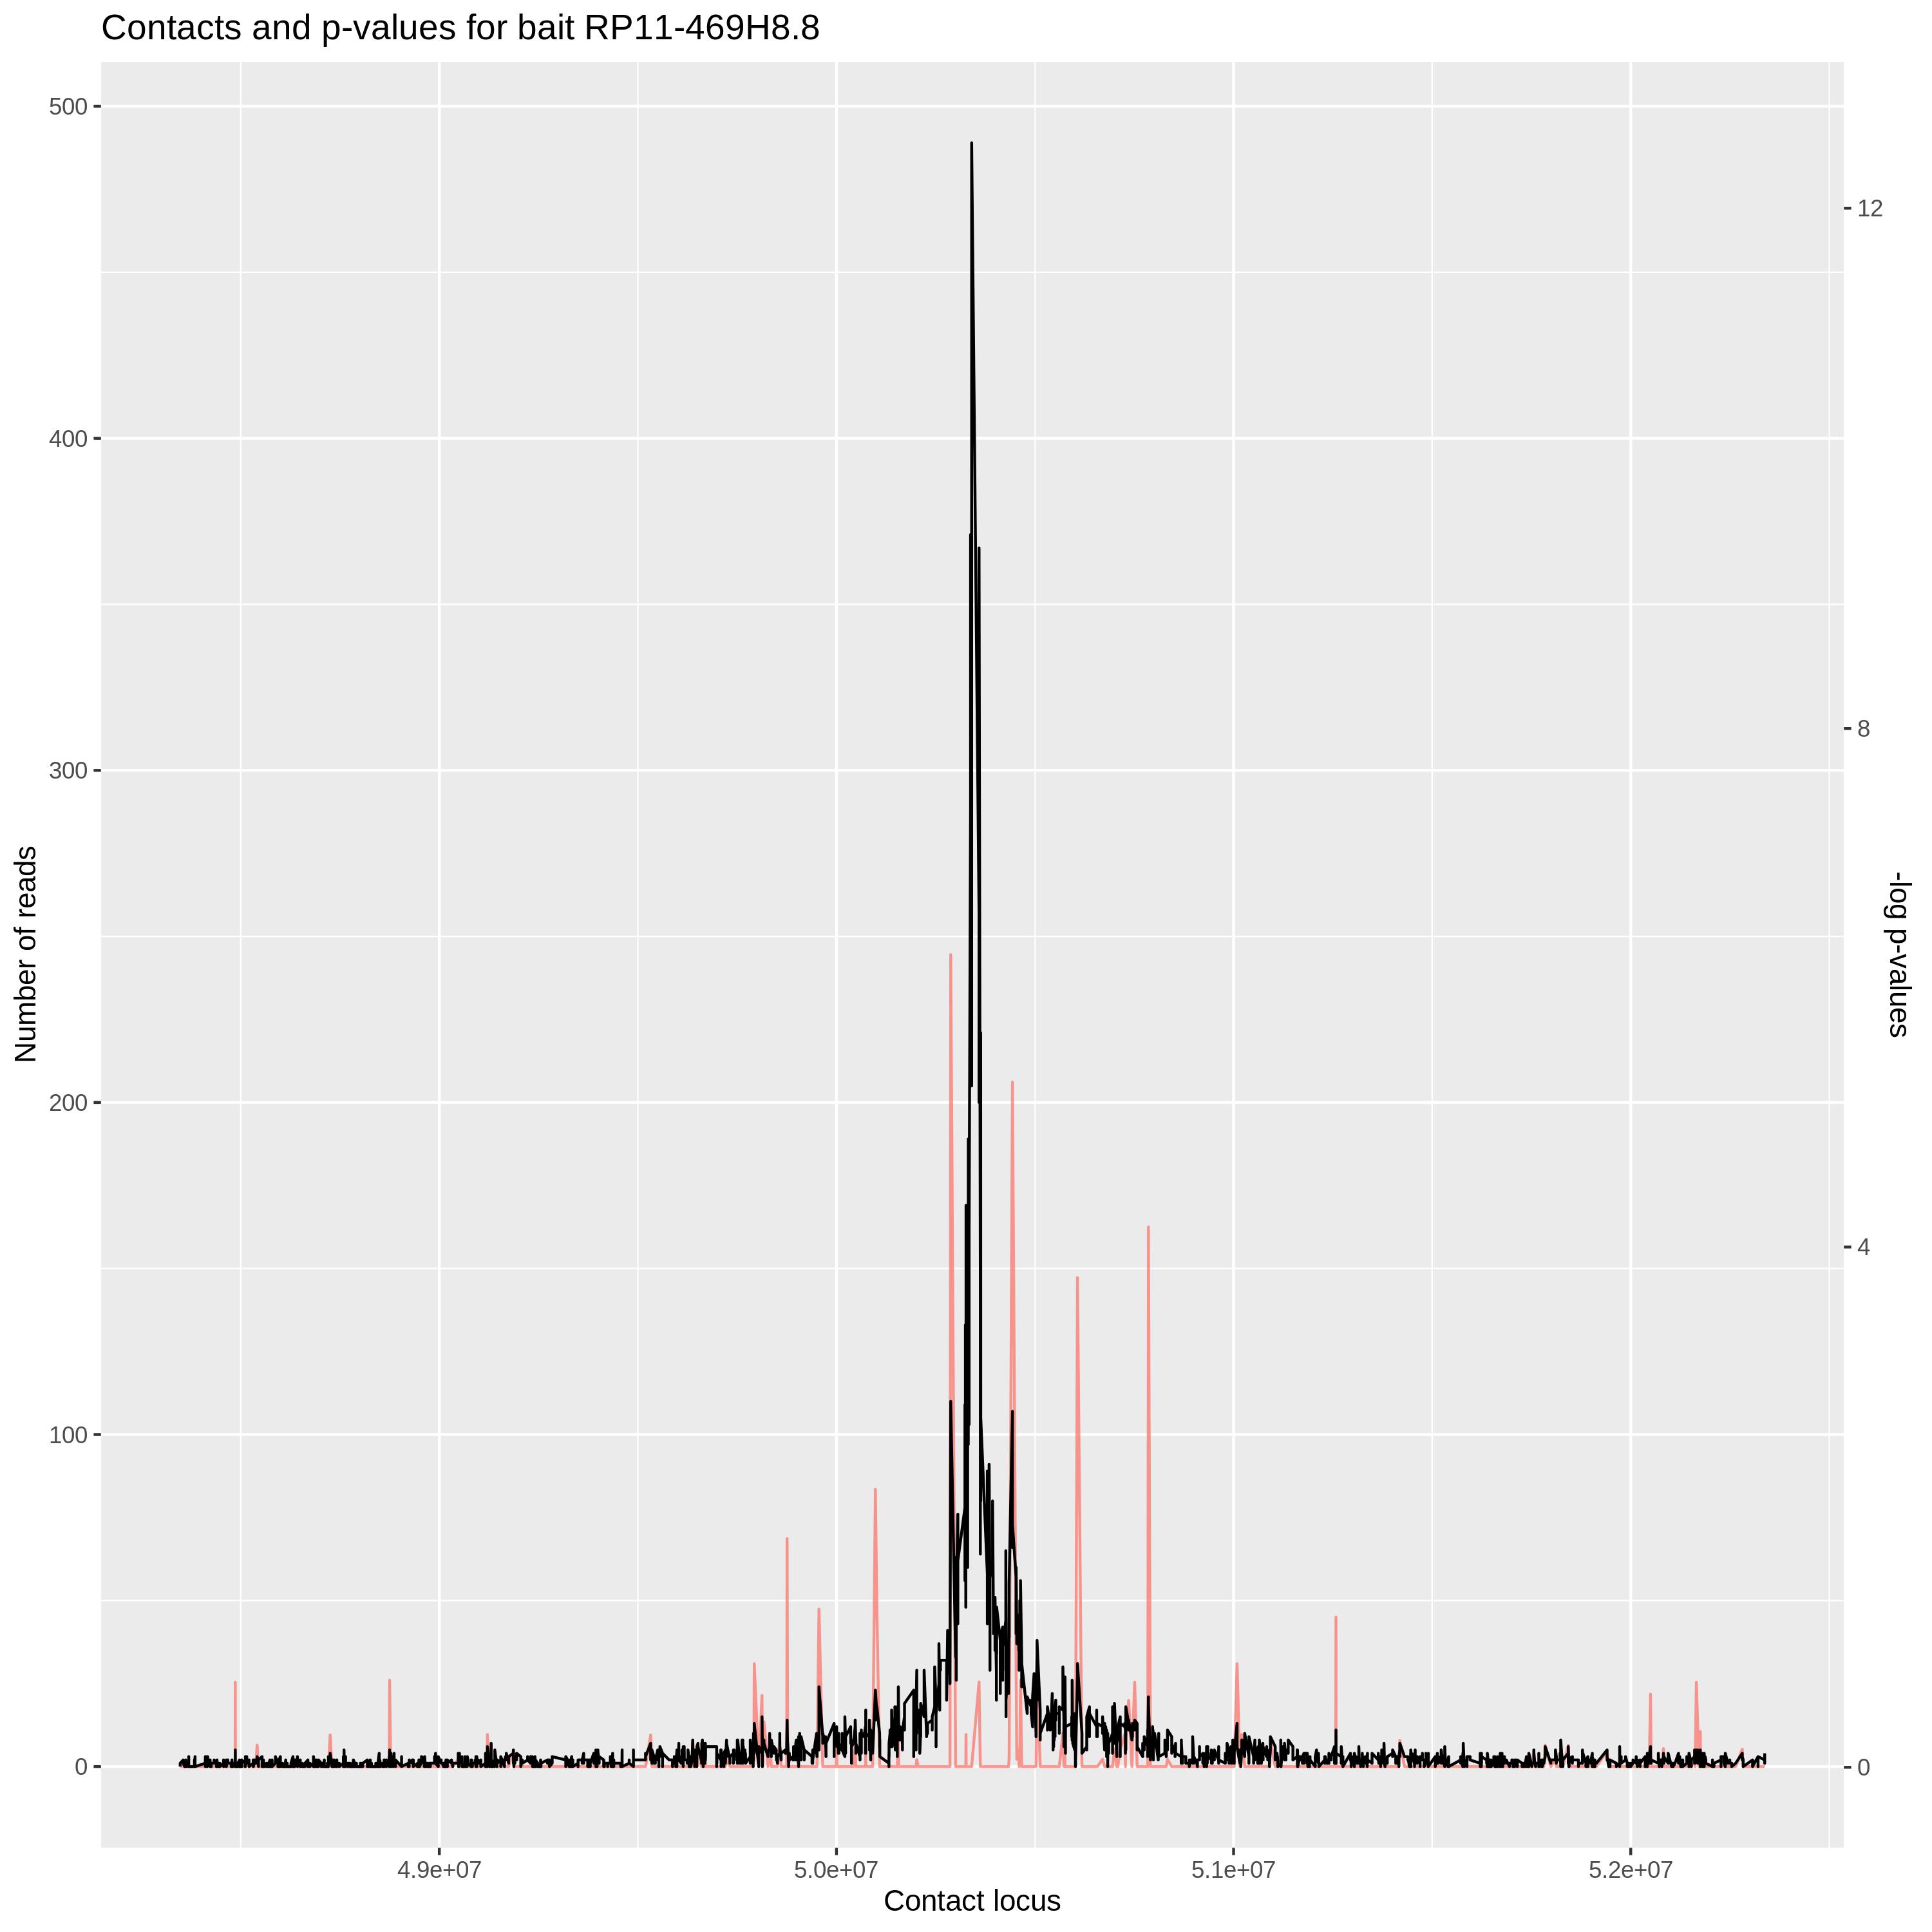 Contacts and p-values for bait RP11-469H8.8
500
400
300
200
100
0
Number of reads
12
8
4
0
-log p-values
4.9e+07
5.0e+07
5.1e+07
5.2e+07
Contact locus